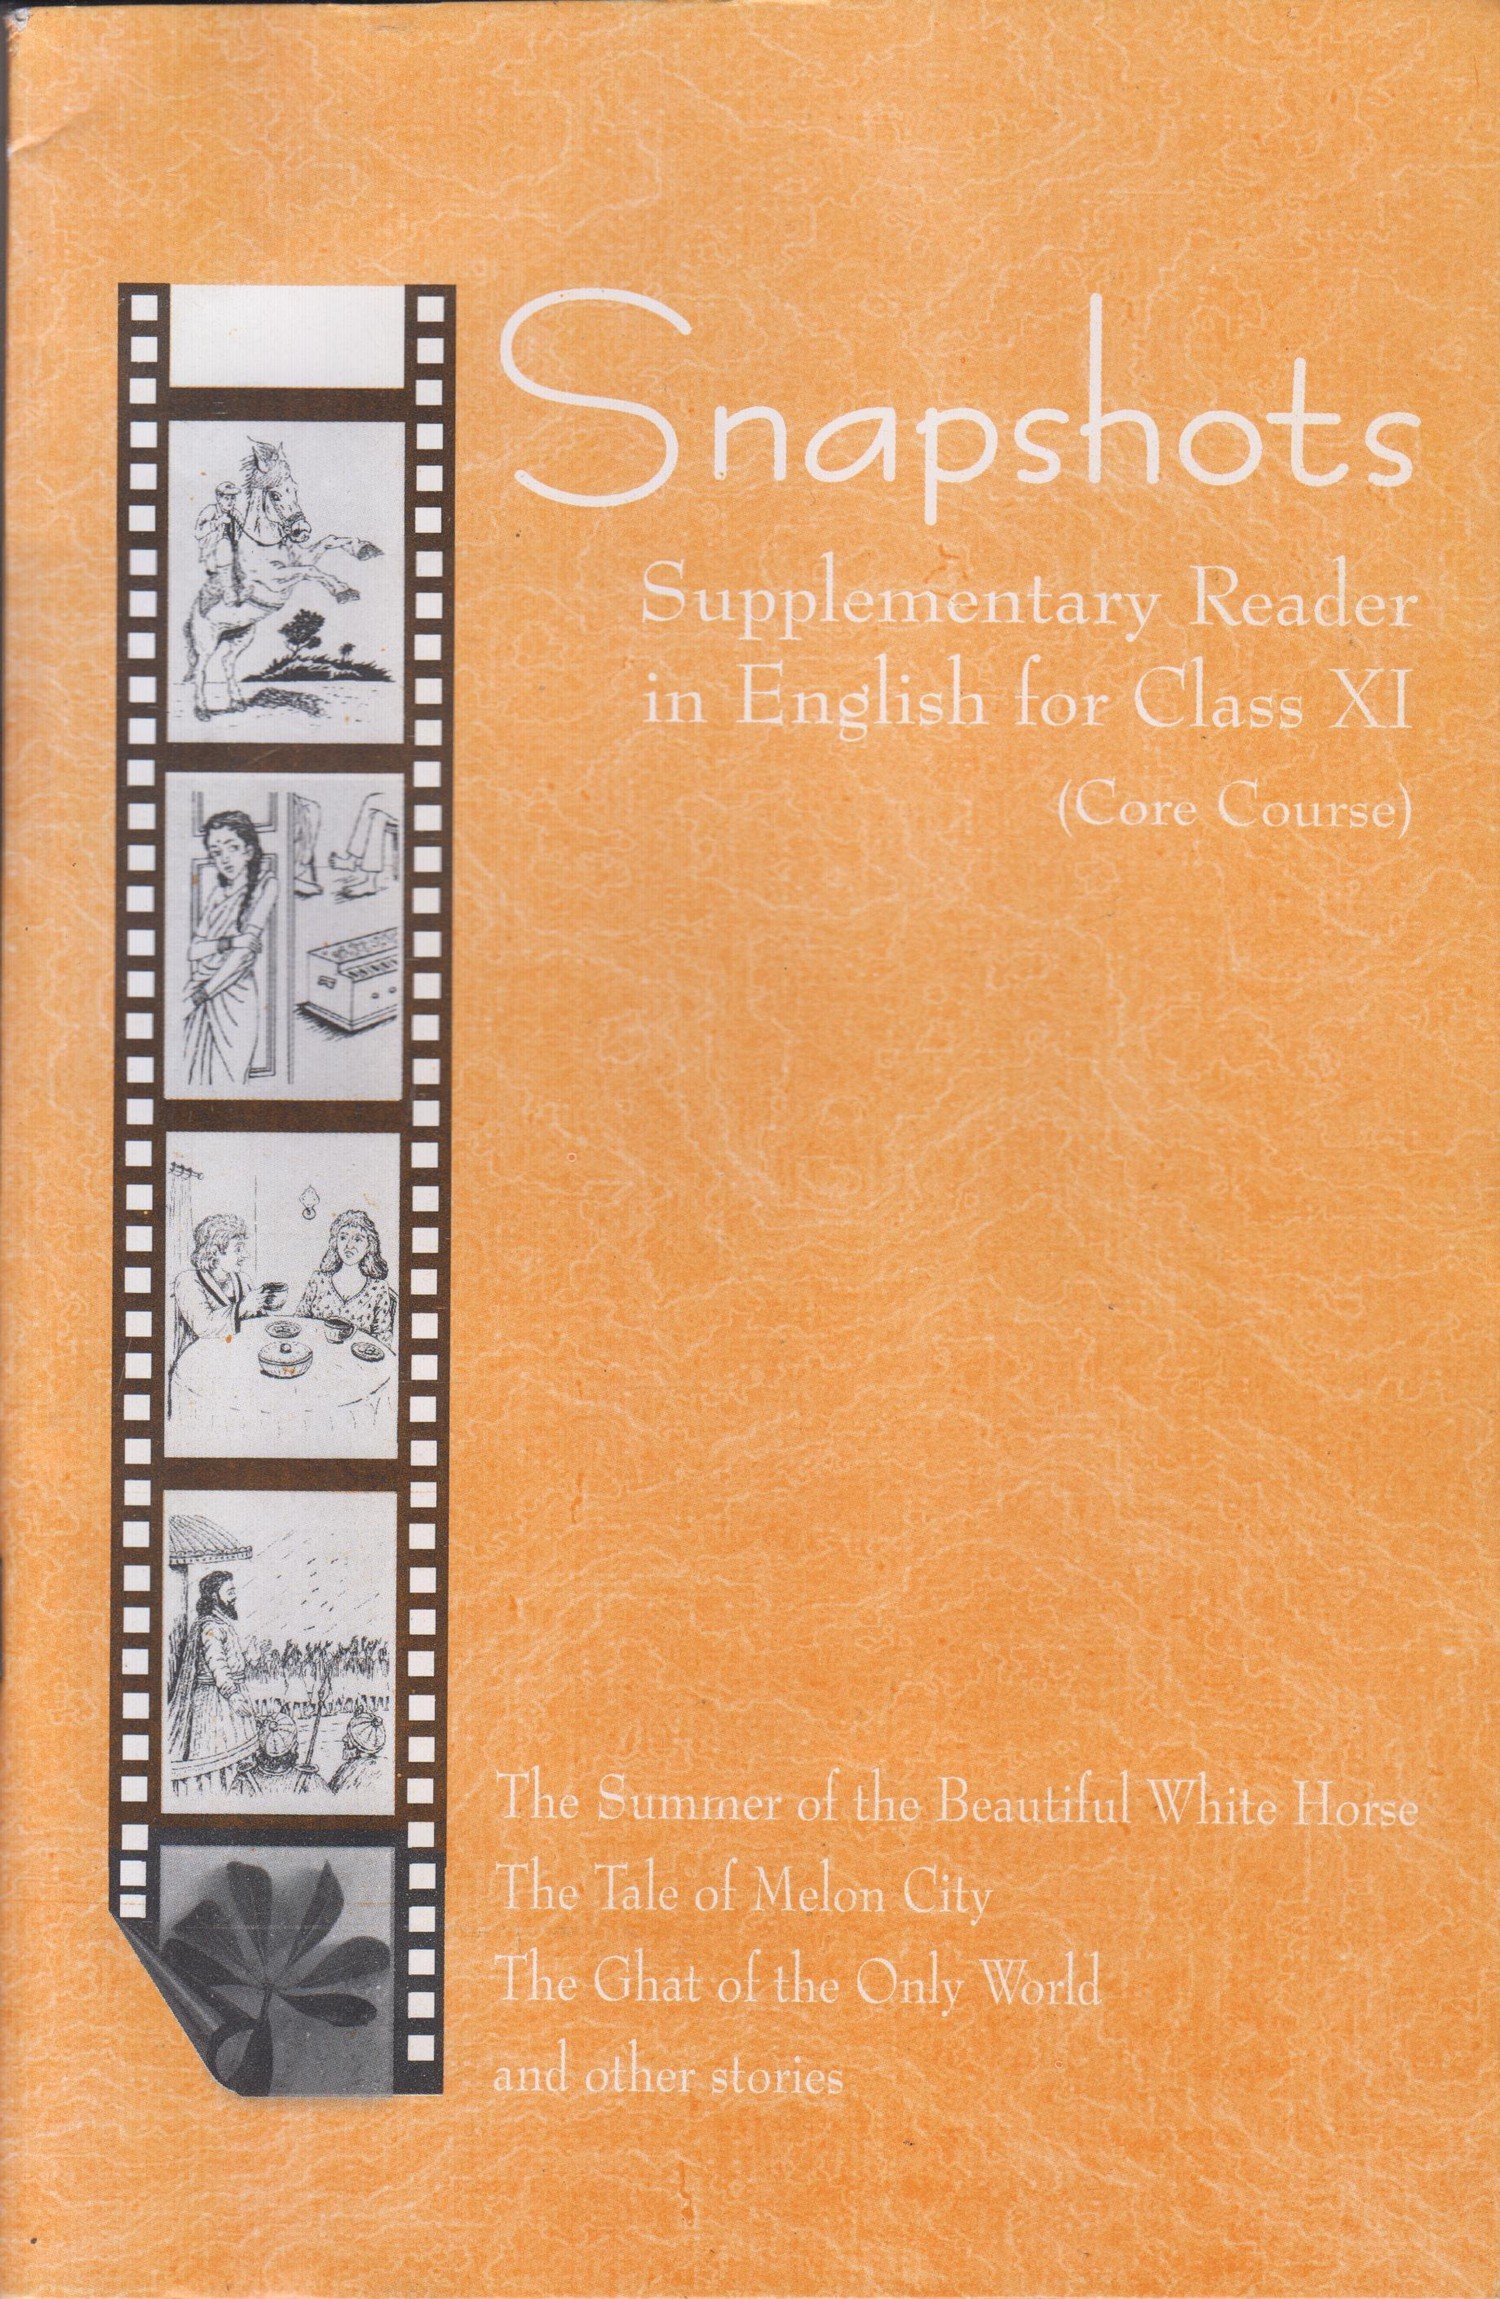 Snapshots
Supplementary Reader
in English for Class XI
(Core Course)
The Summer of the Beautiful White Horse
The Tale of Melon City
The Ghat of the Only World
and other stories